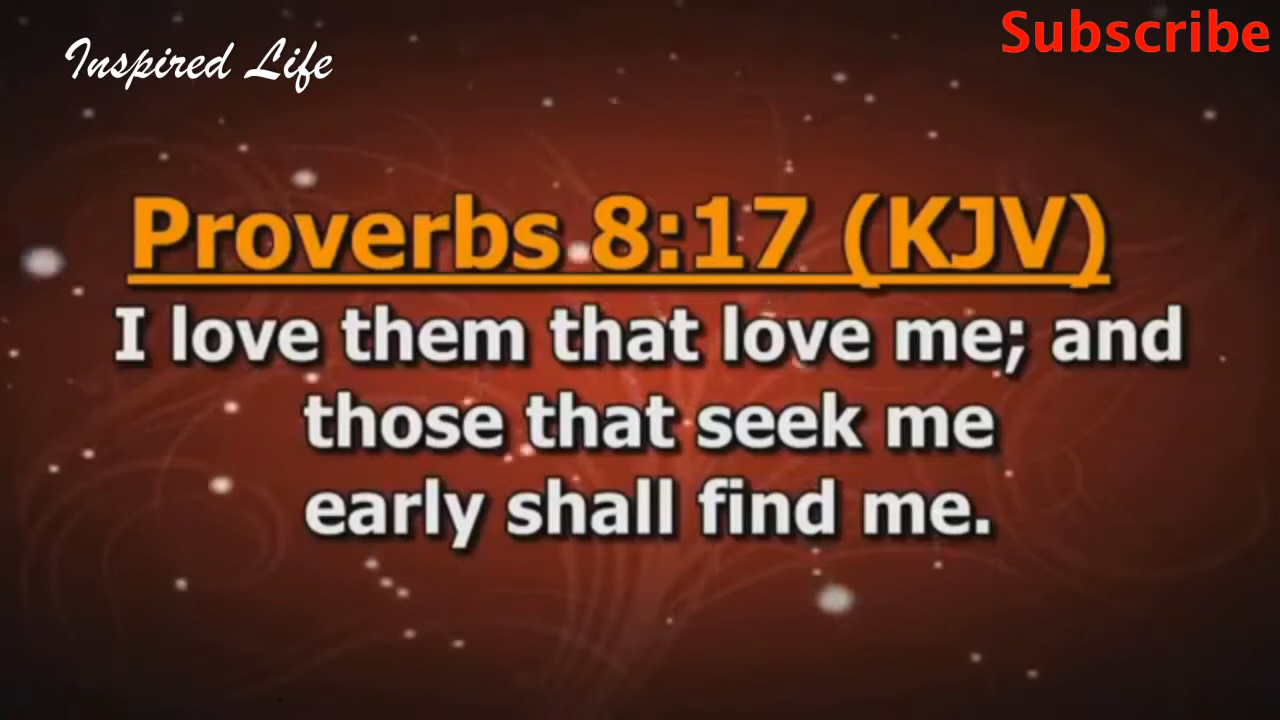 Inspired Life
Subscribe
Proverbs 8:17 (KJV)
I love them that love me; and
those that seek me
early shall find me.